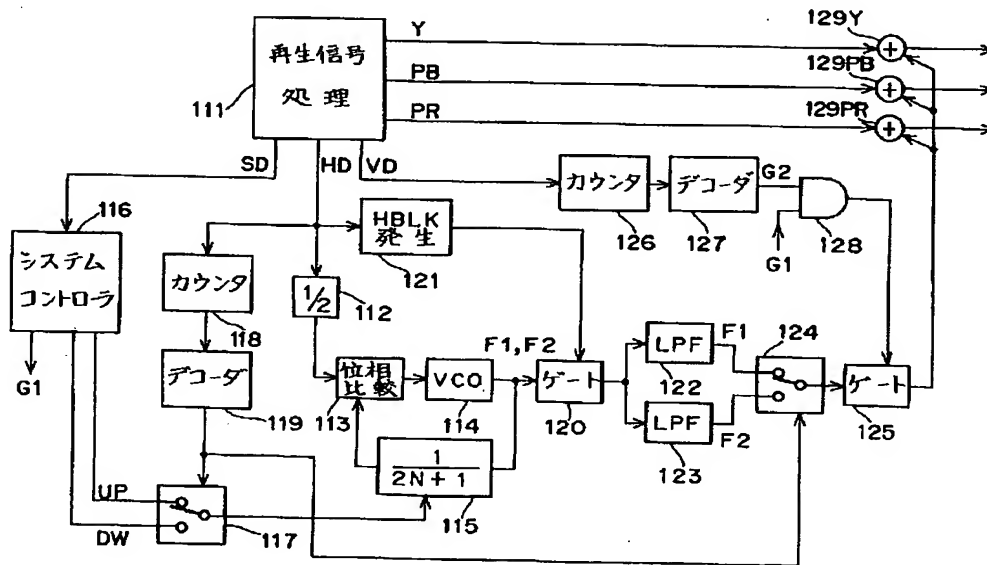 129Y
Y
再生信号
処理
111
PB
129PB
PR
129PR
SD
HD
VD
116
システム
コントローラ
カウンタ
126
デコーダ
127
G2
128
G1
HBLK
発生
121
カウンタ
118
1/2
112
G1
デコーダ
119
位相
比較
113
VCO
114
F1,F2
ゲート
120
LPF
122
F1
LPF
123
F2
124
ゲート
125
1
2N+1
115
UP
DW
117